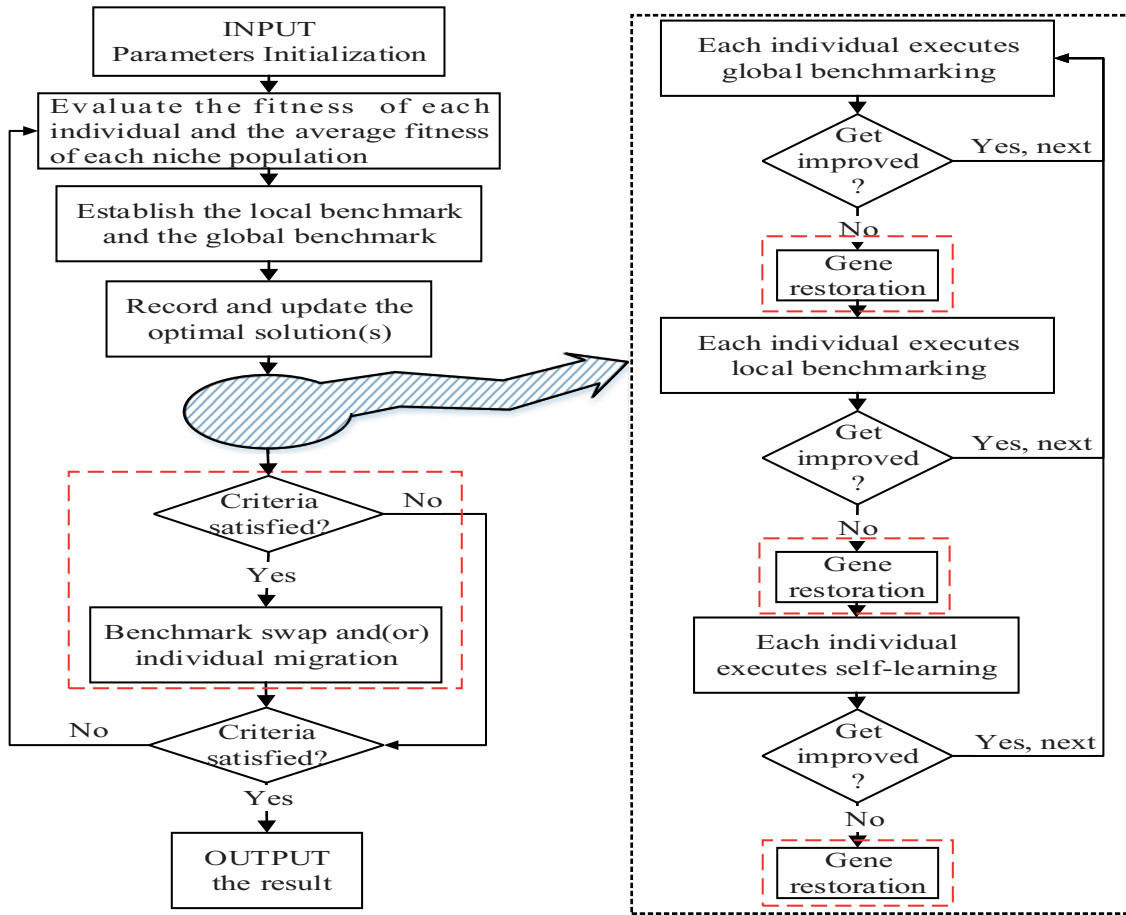 INPUT
Parameters Initialization
Evaluate the fitness of each
individual and the average fitness
of each niche population
Establish the local benchmark
and the global benchmark
Record and update the
optimal solution(s)
Criteria
satisfied?
No
Yes
Benchmark swap and(or)
individual migration
Criteria
satisfied?
No
Yes
OUTPUT
the result
Each individual executes
global benchmarking
Get
improved
?
Yes, next
No
Gene
restoration
Each individual executes
local benchmarking
Get
improved
?
Yes, next
No
Gene
restoration
Each individual
executes self-learning
Get
improved
?
Yes, next
No
Gene
restoration